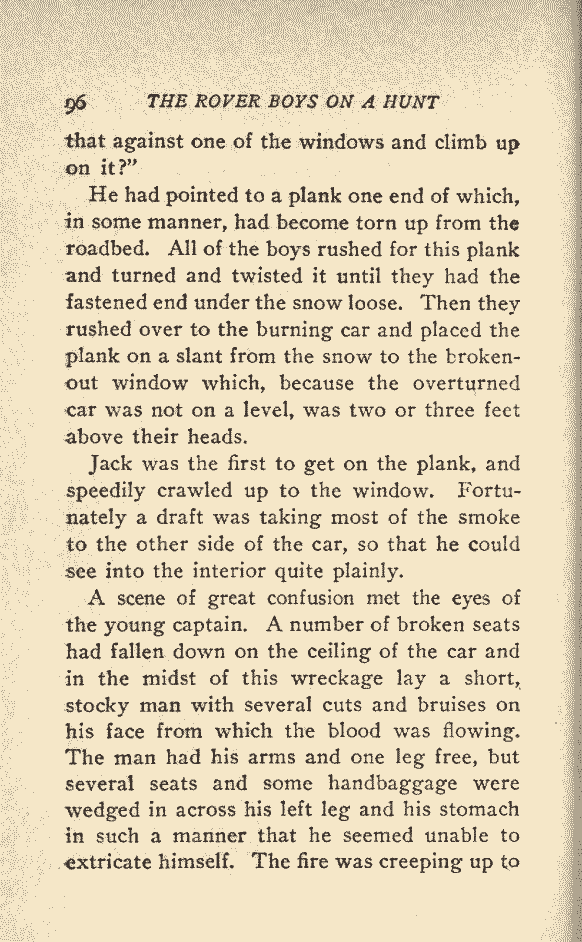 96 THE ROVER BOYS ON A HUNT
that against one of the windows and climb up
on it?”
He had pointed to a plank one end of which,
in some manner, had become torn up from the
roadbed. All of the boys rushed for this plank
and turned and twisted it until they had the
fastened end under the snow loose. Then they
rushed over to the burning car and placed the
plank on a slant from the snow to the broken-
out window which, because the overturned
car was not on a level, was two or three feet
above their heads.
Jack was the first to get on the plank, and
speedily crawled up to the window. Fortu-
nately a draft was taking most of the smoke
to the other side of the car, so that he could
see into the interior quite plainly.
A scene of great confusion met the eyes of
the young captain. A number of broken seats
had fallen down on the ceiling of the car and
in the midst of this wreckage lay a short,
stocky man with several cuts and bruises on
his face from which the blood was flowing.
The man had his arms and one leg free, but
several seats and some handbaggage were
wedged in across his left leg and his stomach
in such a manner that he seemed unable to
extricate himself. The fire was creeping up to